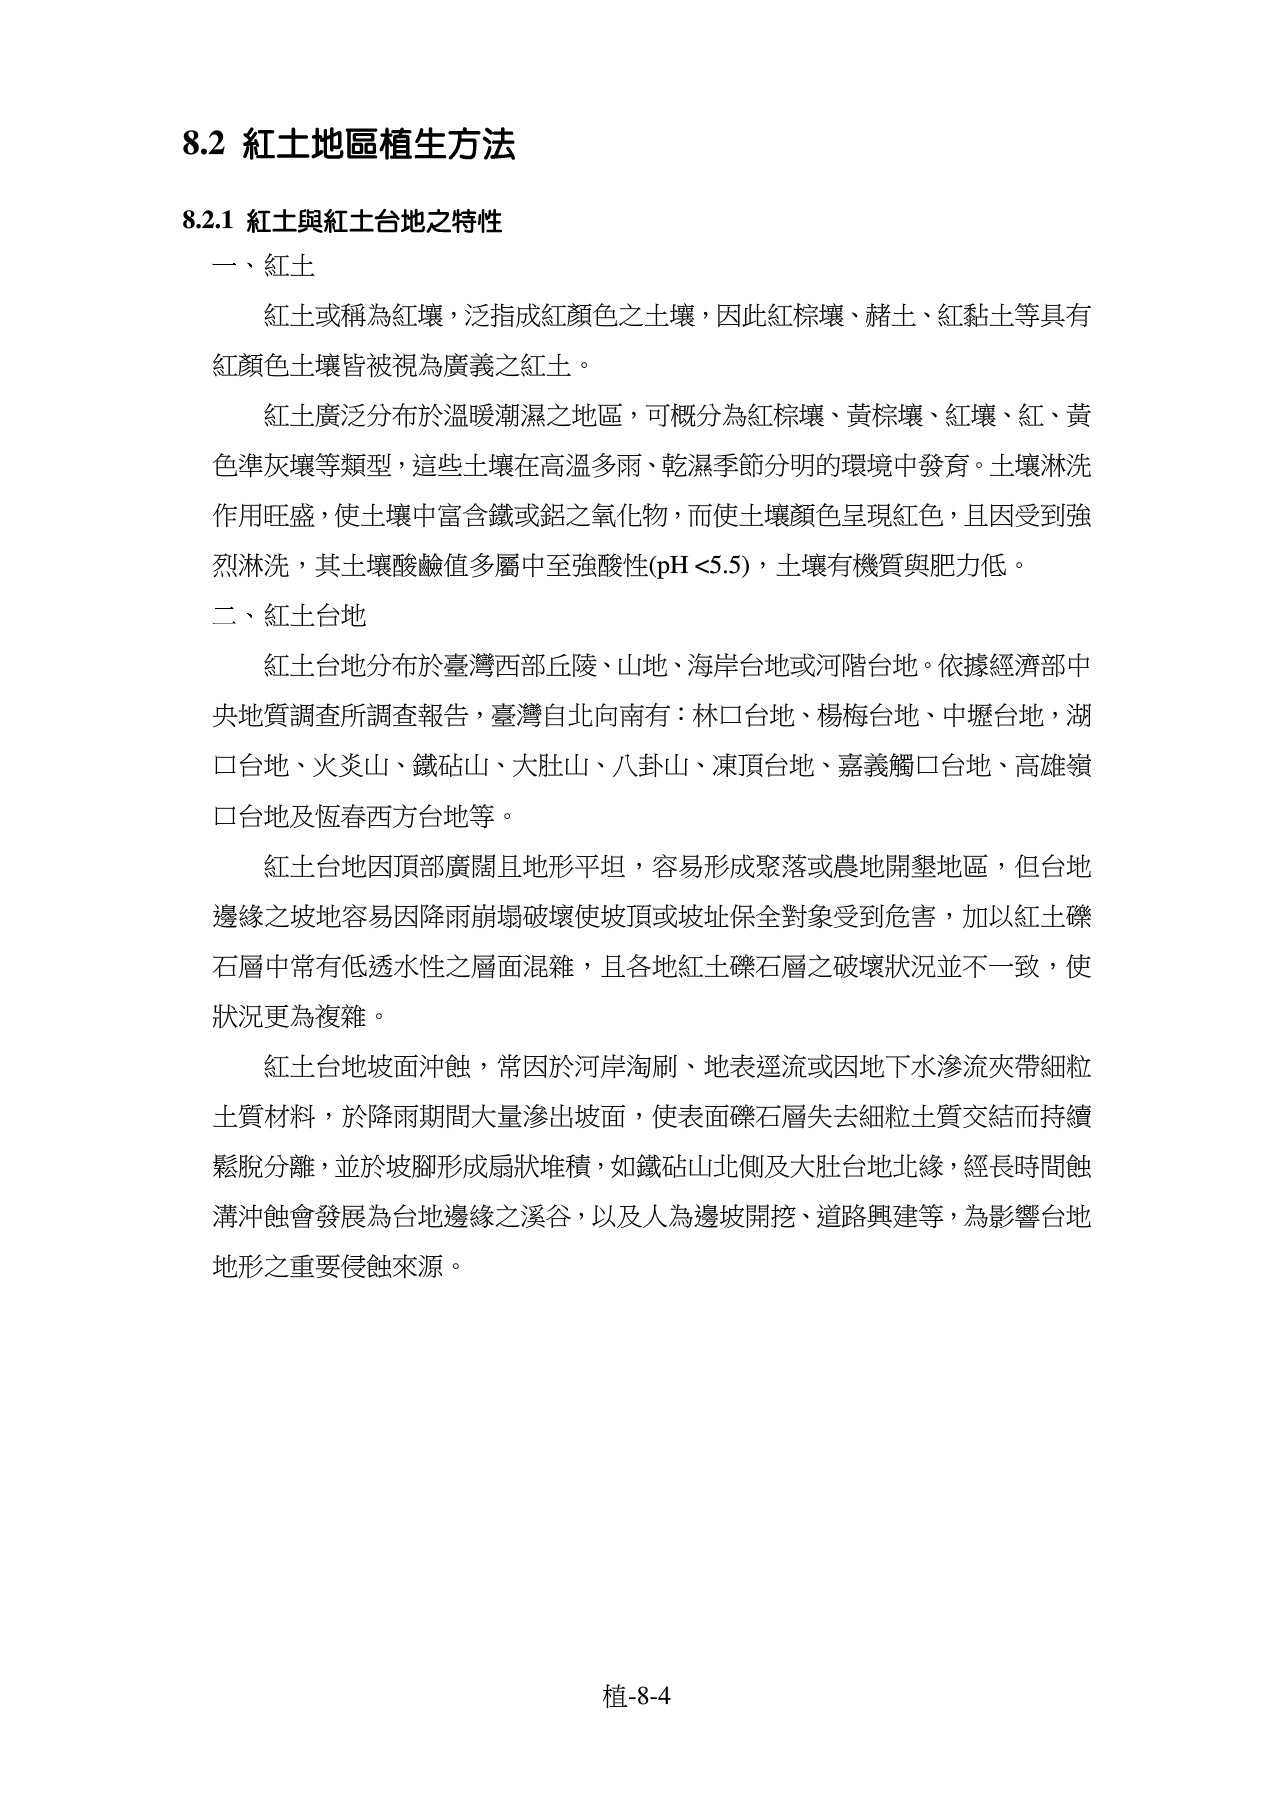 8.2 紅土地區植生方法
8.2.1 紅土與紅土台地之特性
一、紅土
紅土或稱為紅壤，泛指成紅顏色之土壤，因此紅棕壤、赭土、紅黏土等具有
紅顏色土壤皆被視為廣義之紅土。
紅土廣泛分布於溫暖潮濕之地區，可概分為紅棕壤、黃棕壤、紅壤、紅、黃
色準灰壤等類型，這些土壤在高溫多雨、乾濕季節分明的環境中發育。土壤淋洗
作用旺盛，使土壤中富含鐵或鋁之氧化物，而使土壤顏色呈現紅色，且因受到強
烈淋洗，其土壤酸鹼值多屬中至強酸性(pH <5.5)，土壤有機質與肥力低。
二、紅土台地
紅土台地分布於臺灣西部丘陵、山地、海岸台地或河階台地。依據經濟部中
央地質調查所調查報告，臺灣自北向南有：林口台地、楊梅台地、中壢台地，湖
口台地、火炎山、鐵砧山、大肚山、八卦山、凍頂台地、嘉義觸口台地、高雄嶺
口台地及恆春西方台地等。
紅土台地因頂部廣闊且地形平坦，容易形成聚落或農地開墾地區，但台地
邊緣之坡地容易因降雨崩塌破壞使坡頂或坡址保全對象受到危害，加以紅土礫
石層中常有低透水性之層面混雜，且各地紅土礫石層之破壞狀況並不一致，使
狀況更為複雜。
紅土台地坡面沖蝕，常因於河岸淘刷、地表逕流或因地下水滲流夾帶細粒
土質材料，於降雨期間大量滲出坡面，使表面礫石層失去細粒土質交結而持續
鬆脫分離，並於坡腳形成扇狀堆積，如鐵砧山北側及大肚台地北緣，經長時間蝕
溝沖蝕會發展為台地邊緣之溪谷，以及人為邊坡開挖、道路興建等，為影響台地
地形之重要侵蝕來源。
植-8-4